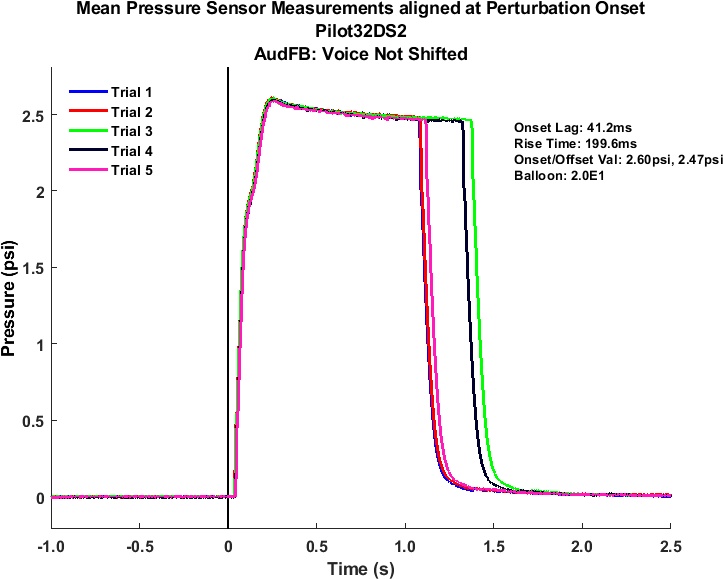 Mean Pressure Sensor Measurements aligned at Perturbation Onset
Pilot32DS2
AudFB: Voice Not Shifted
Trial 1
Trial 2
Trial 3
Trial 4
Trial 5
Onset Lag: 41.2ms
Rise Time: 199.6ms
Onset/Offset Val: 2.60psi, 2.47psi
Balloon: 2.0E1
Pressure (psi)
2.5
2
1.5
1
0.5
0
-1.0 -0.5 0 0.5 1.0 1.5 2.0 2.5
Time (s)